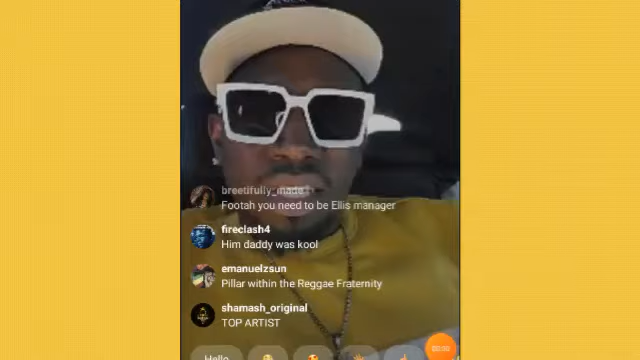 breetifully_made
Footah you need to be Ellis manager
fireclash4
Him daddy was kool
emanuelzsun
Pillar within the Reggae Fraternity
shamash_original
TOP ARTIST
Hello